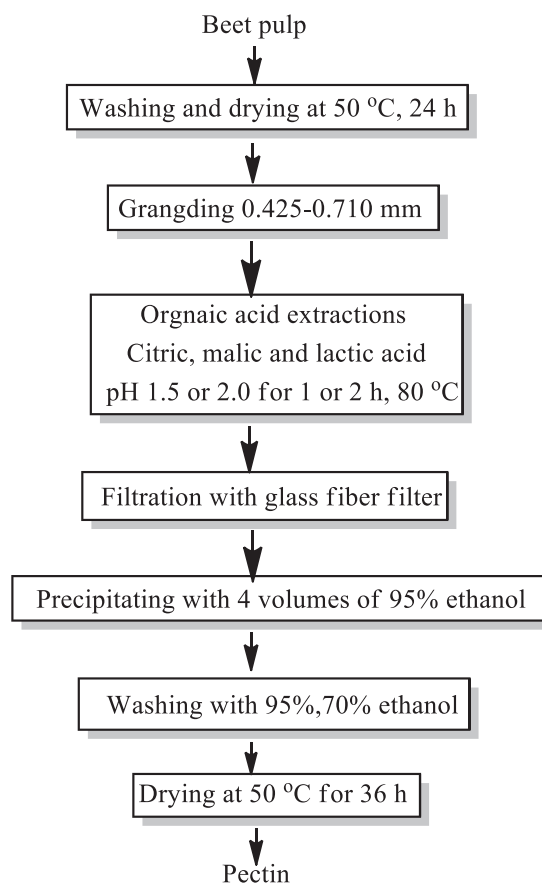 Beet pulp
Washing and drying at 50 °C, 24 h
Grangding 0.425-0.710 mm
Orgnaic acid extractions
Citric, malic and lactic acid
pH 1.5 or 2.0 for 1 or 2 h, 80 °C
Filtration with glass fiber filter
Precipitating with 4 volumes of 95% ethanol
Washing with 95%,70% ethanol
Drying at 50 °C for 36 h
Pectin